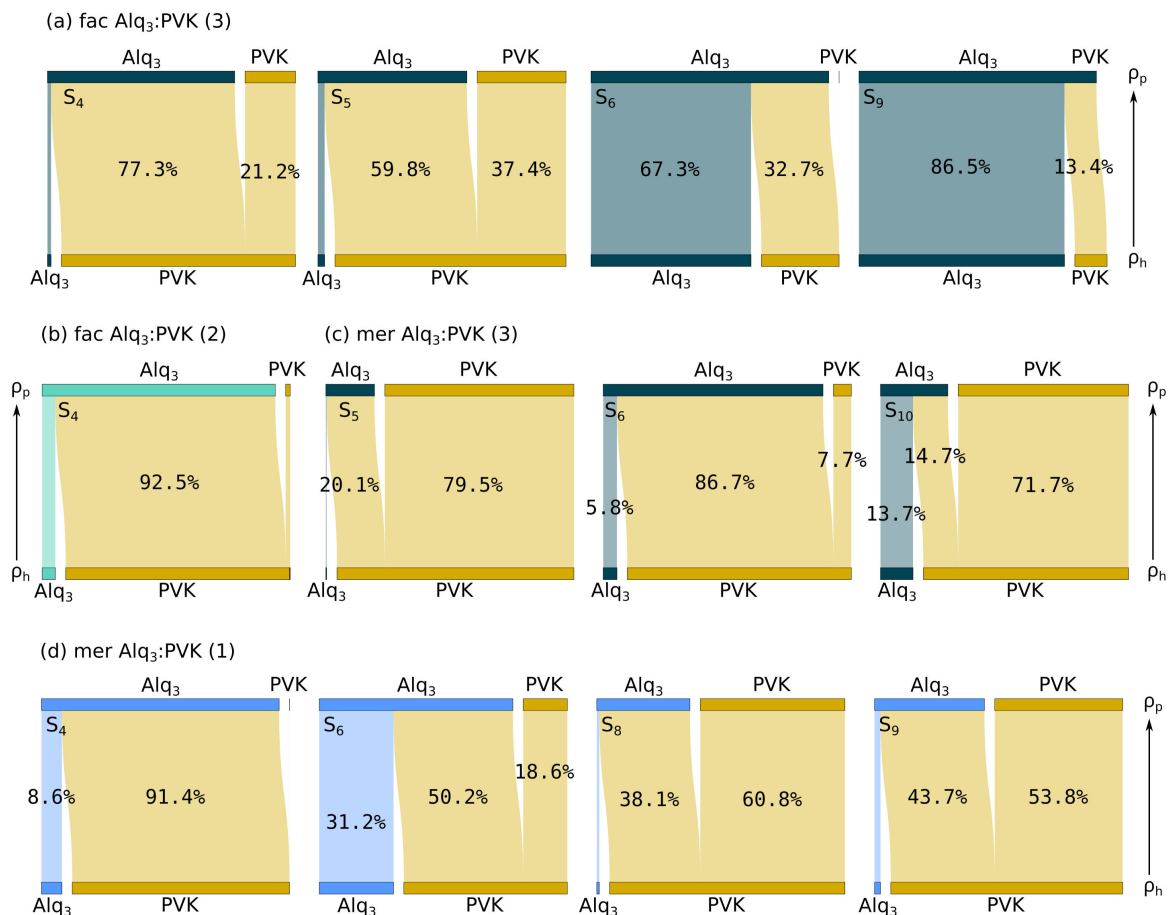 (a) fac Alq₃:PVK (3)
Alq₃ PVK Alq₃ PVK Alq₃ PVK Alq₃ PVK
ρₚ
S₄ S₅ S₆ S₉
77.3% 21.2% 59.8% 37.4% 67.3% 32.7% 86.5% 13.4%
ρₕ
Alq₃ PVK Alq₃ PVK Alq₃ PVK Alq₃ PVK
(b) fac Alq₃:PVK (2) (c) mer Alq₃:PVK (3)
Alq₃ PVK Alq₃ PVK Alq₃ PVK Alq₃ PVK
ρₚ ρₚ
S₄ S₅ S₆ S₁₀
92.5% 20.1% 79.5% 5.8% 86.7% 7.7% 13.7% 14.7% 71.7%
ρₕ ρₕ
Alq₃ PVK Alq₃ PVK Alq₃ PVK Alq₃ PVK
(d) mer Alq₃:PVK (1)
Alq₃ PVK Alq₃ PVK Alq₃ PVK Alq₃ PVK
ρₚ
S₄ S₆ S₈ S₉
8.6% 91.4% 31.2% 50.2% 18.6% 38.1% 60.8% 43.7% 53.8%
ρₕ
Alq₃ PVK Alq₃ PVK Alq₃ PVK Alq₃ PVK